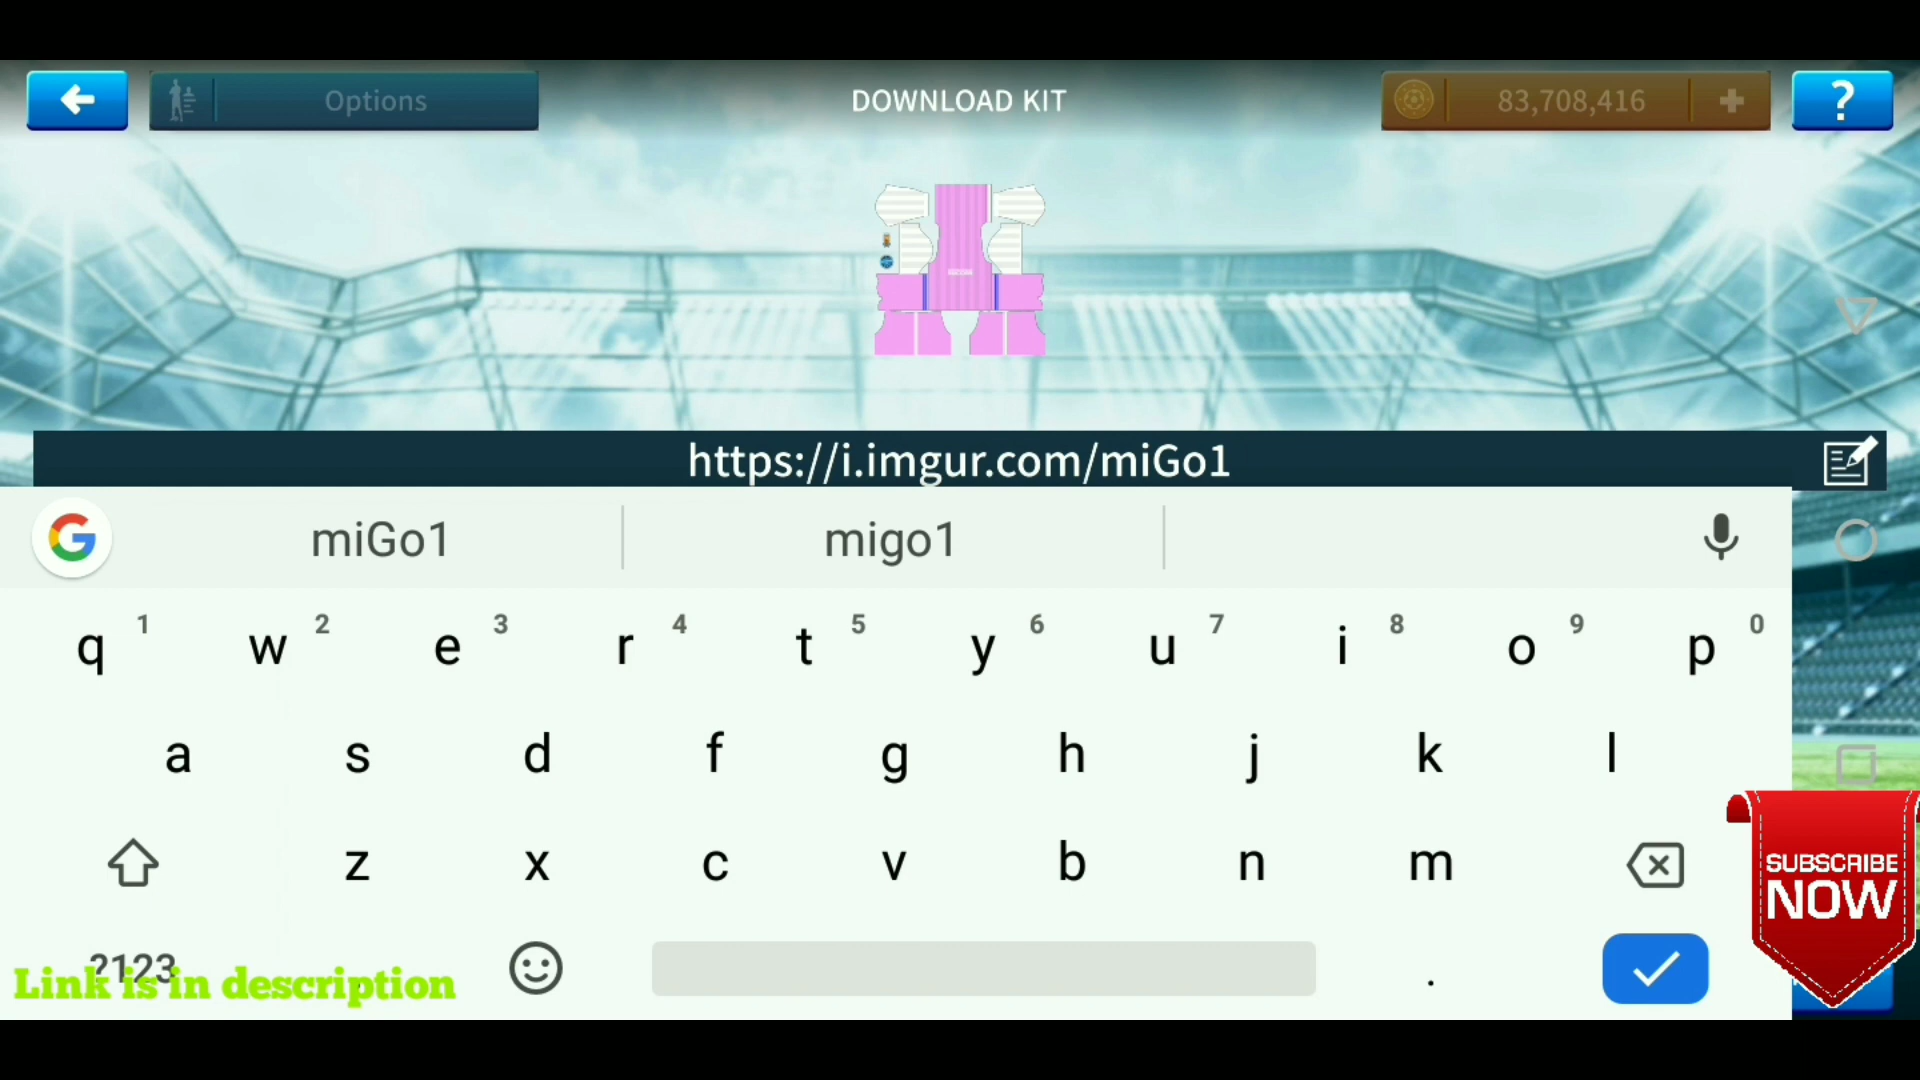 Options
DOWNLOAD KIT
83,708,416
?
https://i.imgur.com/miGo1
miGo1
migo1
q 1 w 2 e 3 r 4 t 5 y 6 u 7 i 8 o 9 p 0
a s d f g h j k l
z x c v b n m
?123
.
Link is in description
SUBSCRIBE
NOW